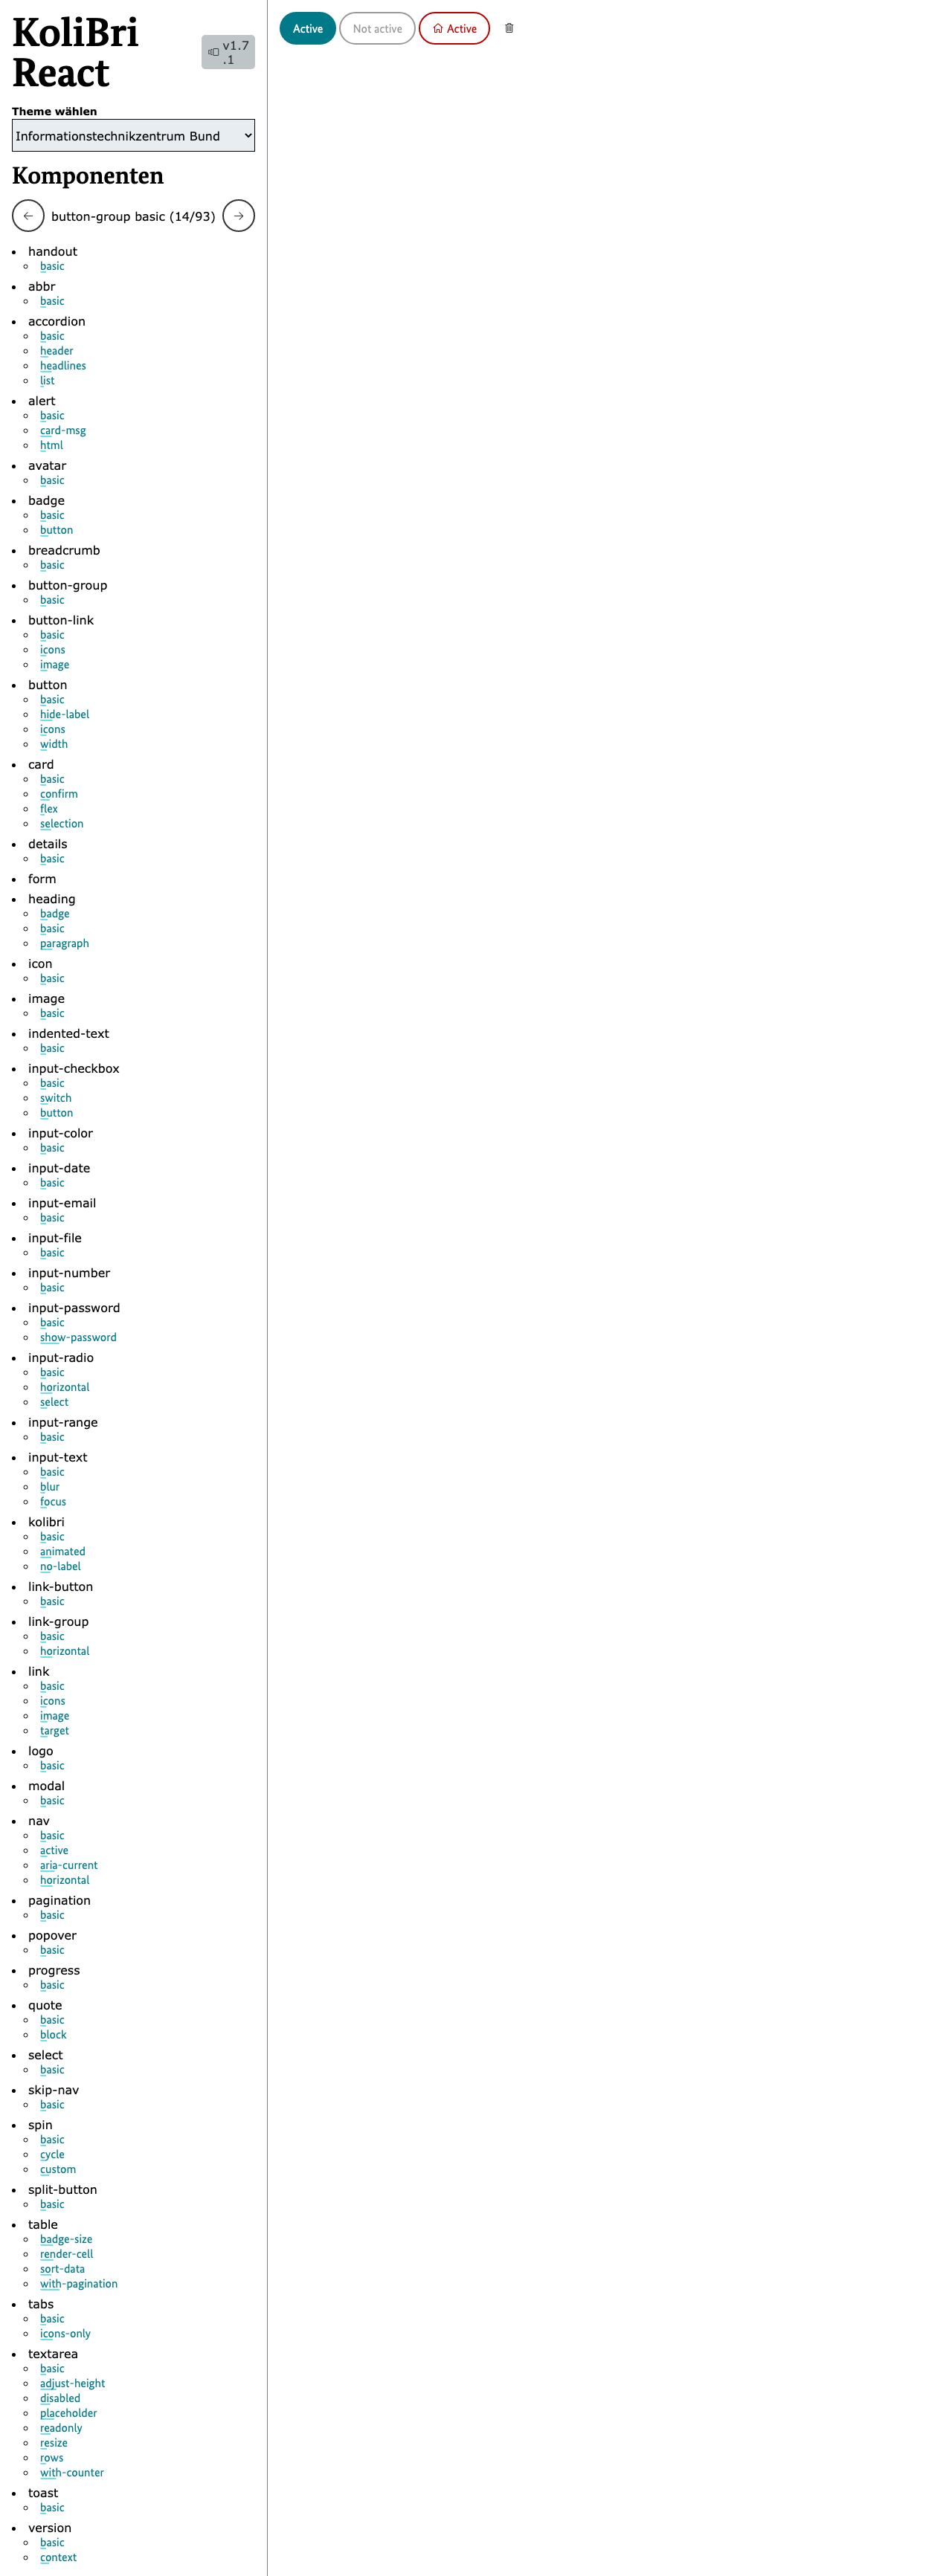 KoliBri
React
v1.7
.1
Theme wählen
Informationstechnikzentrum Bund
Komponenten
button-group basic (14/93)
handout
basic
abbr
basic
accordion
basic
header
headlines
list
alert
basic
card-msg
html
avatar
basic
badge
basic
button
breadcrumb
basic
button-group
basic
button-link
basic
icons
image
button
basic
hide-label
icons
width
card
basic
confirm
flex
selection
details
basic
form
heading
badge
basic
paragraph
icon
basic
image
basic
indented-text
basic
input-checkbox
basic
switch
button
input-color
basic
input-date
basic
input-email
basic
input-file
basic
input-number
basic
input-password
basic
show-password
input-radio
basic
horizontal
select
input-range
basic
input-text
basic
blur
focus
kolibri
basic
animated
no-label
link-button
basic
link-group
basic
horizontal
link
basic
icons
image
target
logo
basic
modal
basic
nav
basic
active
aria-current
horizontal
pagination
basic
popover
basic
progress
basic
quote
basic
block
select
basic
skip-nav
basic
spin
basic
cycle
custom
split-button
basic
table
badge-size
render-cell
sort-data
with-pagination
tabs
basic
icons-only
textarea
basic
adjust-height
disabled
placeholder
readonly
resize
rows
with-counter
toast
basic
version
basic
context
Active
Not active
Active